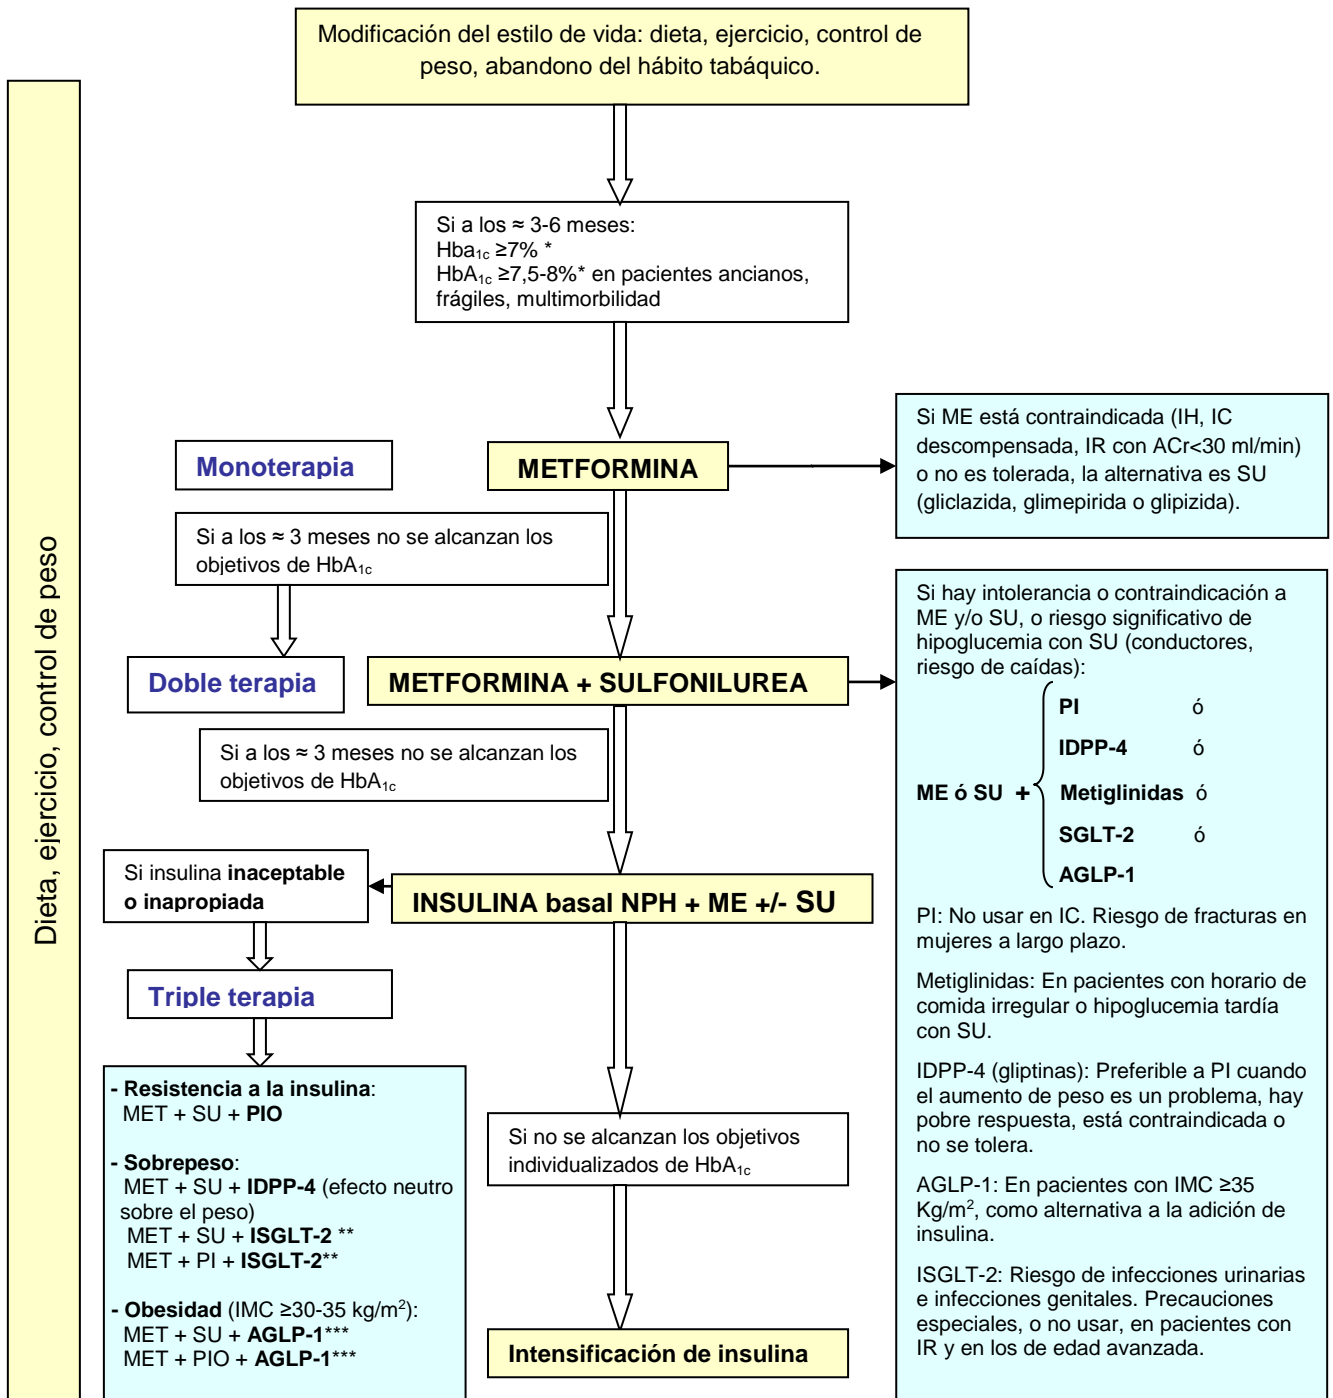 Modificación del estilo de vida: dieta, ejercicio, control de
peso, abandono del hábito tabáquico.
Dieta, ejercicio, control de peso
Si a los ≈ 3-6 meses:
Hba1c ≥7% *
HbA1c ≥7,5-8%* en pacientes ancianos,
frágiles, multimorbilidad
Monoterapia
METFORMINA
Si ME está contraindicada (IH, IC
descompensada, IR con ACr<30 ml/min)
o no es tolerada, la alternativa es SU
(gliclazida, glimepirida o glipizida).
Si a los ≈ 3 meses no se alcanzan los
objetivos de HbA1c
Doble terapia
METFORMINA + SULFONILUREA
Si hay intolerancia o contraindicación a
ME y/o SU, o riesgo significativo de
hipoglucemia con SU (conductores,
riesgo de caídas):
PI ó
IDPP-4 ó
ME ó SU + Metiglinidas ó
SGLT-2 ó
AGLP-1
PI: No usar en IC. Riesgo de fracturas en
mujeres a largo plazo.
Metiglinidas: En pacientes con horario de
comida irregular o hipoglucemia tardía
con SU.
IDPP-4 (gliptinas): Preferible a PI cuando
el aumento de peso es un problema, hay
pobre respuesta, está contraindicada o
no se tolera.
AGLP-1: En pacientes con IMC ≥35
Kg/m2, como alternativa a la adición de
insulina.
ISGLT-2: Riesgo de infecciones urinarias
e infecciones genitales. Precauciones
especiales, o no usar, en pacientes con
IR y en los de edad avanzada.
Si a los ≈ 3 meses no se alcanzan los
objetivos de HbA1c
Si insulina inaceptable
o inapropiada
INSULINA basal NPH + ME +/- SU
Triple terapia
- Resistencia a la insulina:
MET + SU + PIO
- Sobrepeso:
MET + SU + IDPP-4 (efecto neutro
sobre el peso)
MET + SU + ISGLT-2 **
MET + PI + ISGLT-2**
- Obesidad (IMC ≥30-35 kg/m2):
MET + SU + AGLP-1***
MET + PIO + AGLP-1***
Si no se alcanzan los objetivos
individualizados de HbA1c
Intensificación de insulina